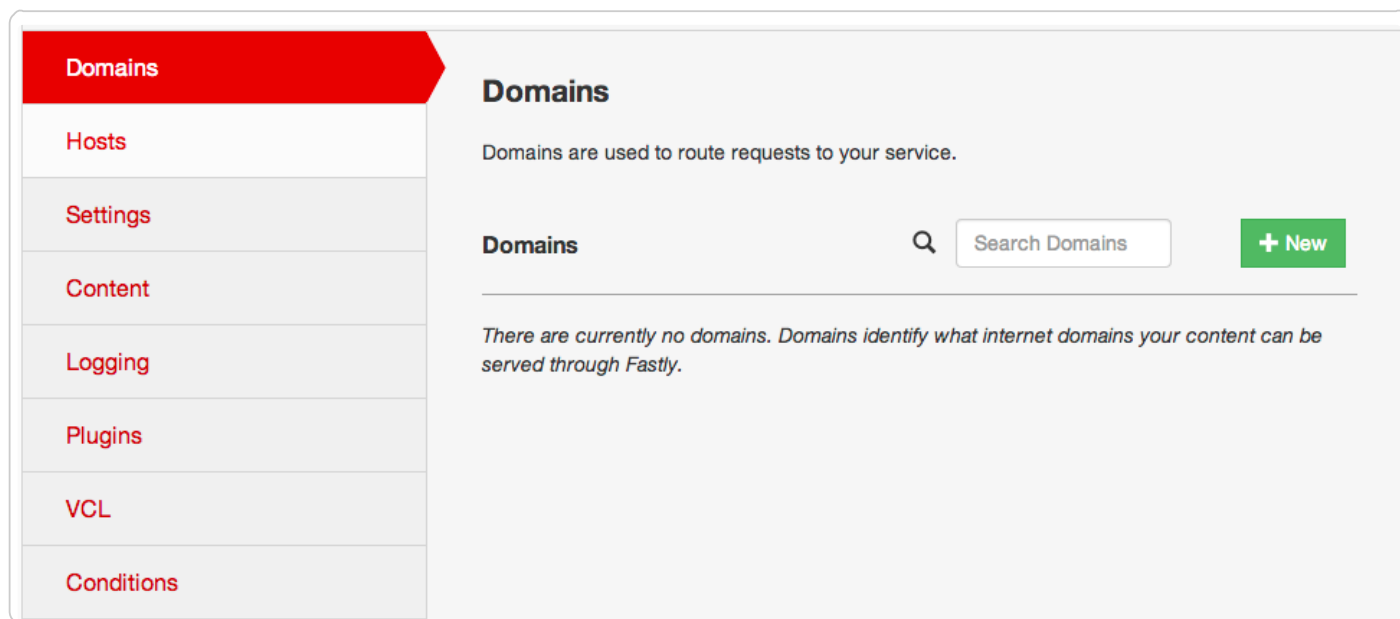 Domains
Hosts
Settings
Content
Logging
Plugins
VCL
Conditions
Domains
Domains are used to route requests to your service.
Domains
Search Domains
+ New
There are currently no domains. Domains identify what internet domains your content can be
served through Fastly.